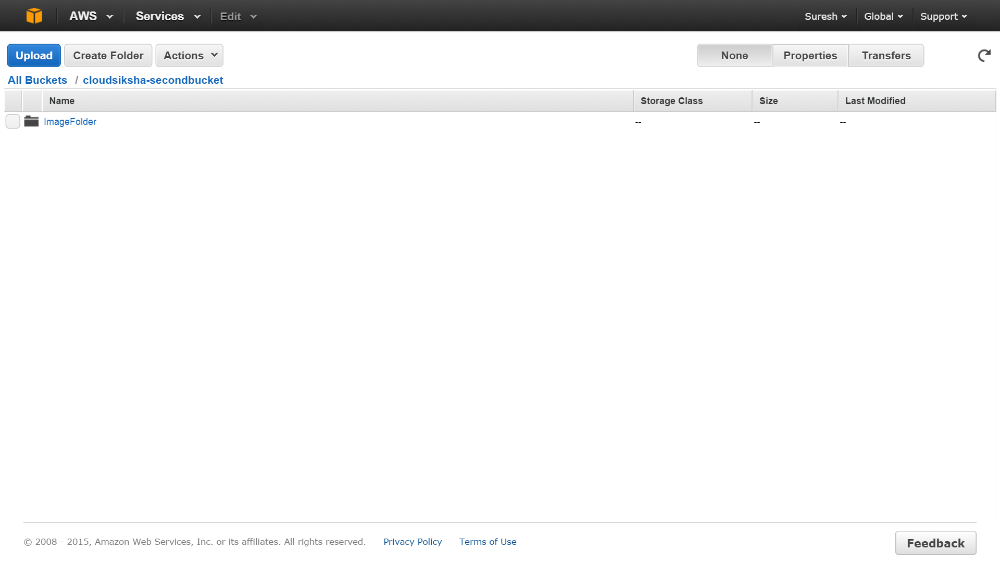 AWS Services Edit Suresh Global Support
Upload Create Folder Actions None Properties Transfers
All Buckets / cloudsiksha-secondbucket
Name Storage Class Size Last Modified
ImageFolder -- -- --
© 2008 - 2015, Amazon Web Services, Inc. or its affiliates. All rights reserved. Privacy Policy Terms of Use Feedback